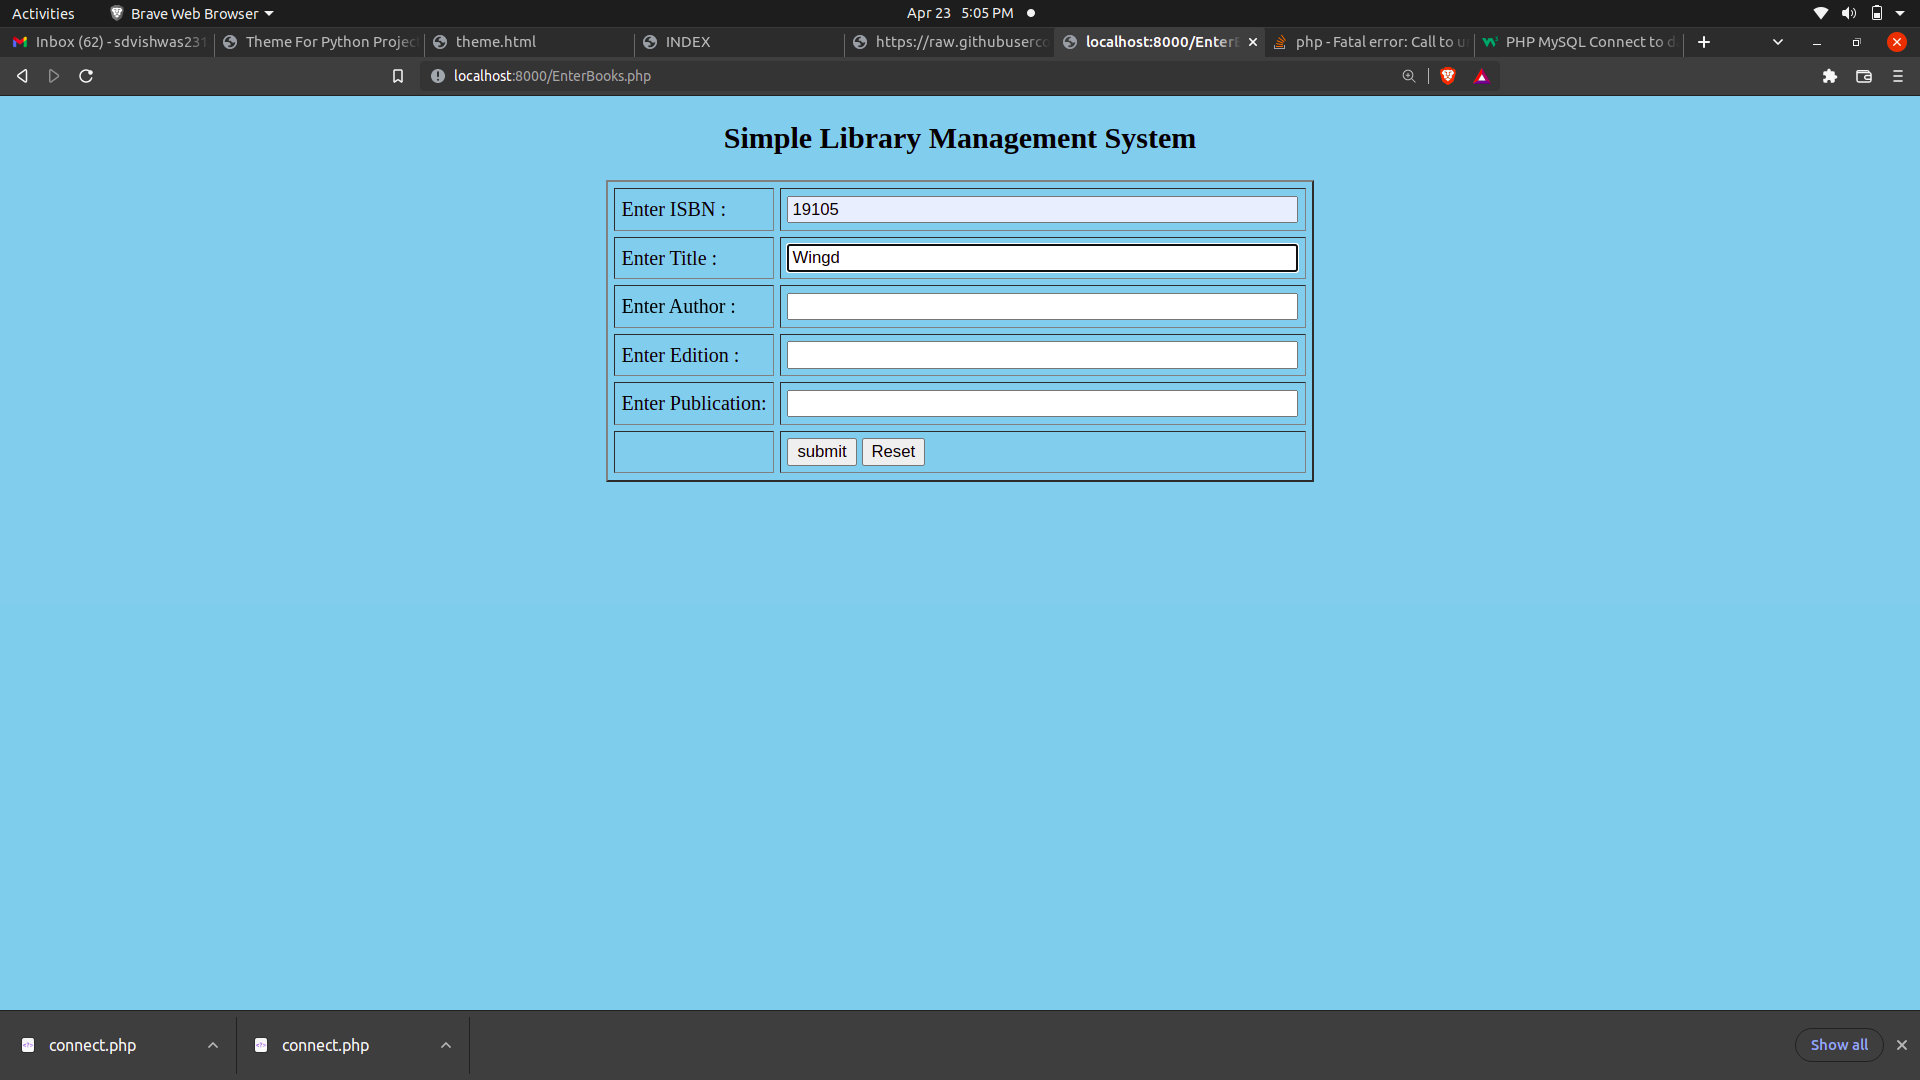 Activities Brave Web Browser Apr 23 5:05 PM
Inbox (62) - sdvishwas231 Theme For Python Projec theme.html INDEX https://raw.githubuserco localhost:8000/EnterB php - Fatal error: Call to u PHP MySQL Connect to d
localhost:8000/EnterBooks.php
Simple Library Management System
Enter ISBN : 19105
Enter Title : Wingd
Enter Author :
Enter Edition :
Enter Publication:
submit Reset
connect.php connect.php Show all